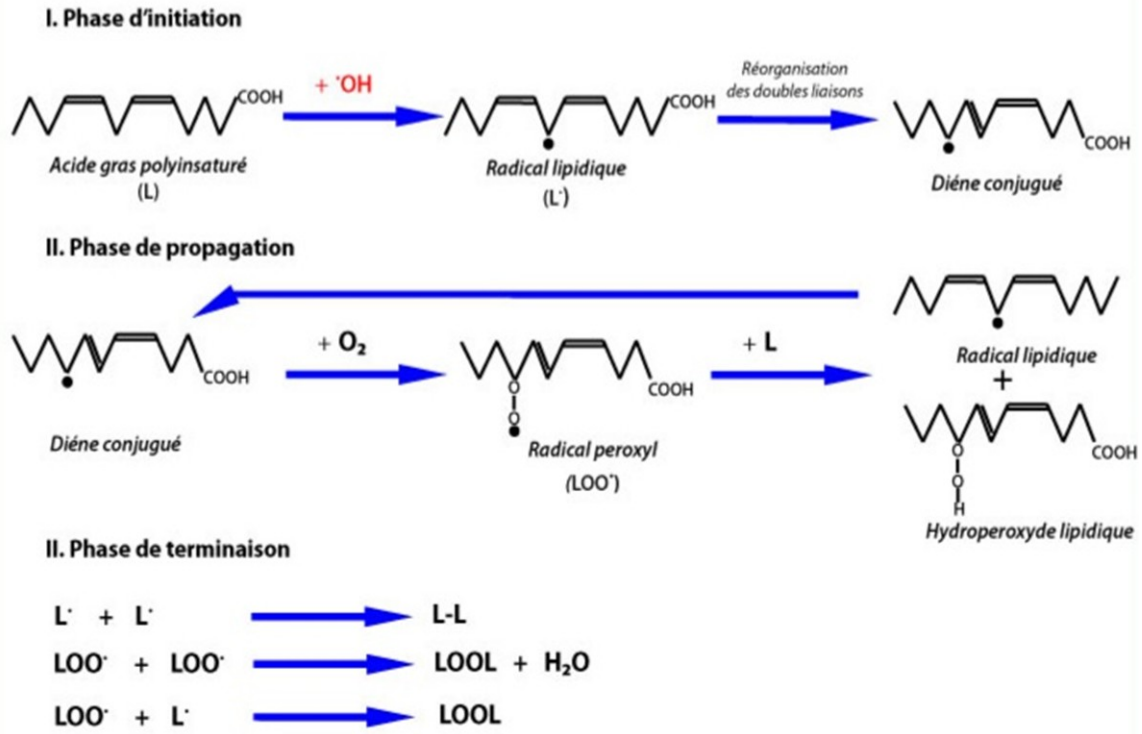 I. Phase d'initiation
COOH
+ •OH
COOH
Réorganisation
des doubles liaisons
COOH
Acide gras polyinsaturé
(L)
Radical lipidique
(L•)
Diéne conjugué
II. Phase de propagation
COOH
+ O₂
COOH
O
O
+ L
Radical lipidique
+
COOH
O
O
H
Diéne conjugué
Radical peroxyl
(LOO•)
Hydroperoxyde lipidique
II. Phase de terminaison
L• + L• L-L
LOO• + LOO• LOOL + H₂O
LOO• + L• LOOL